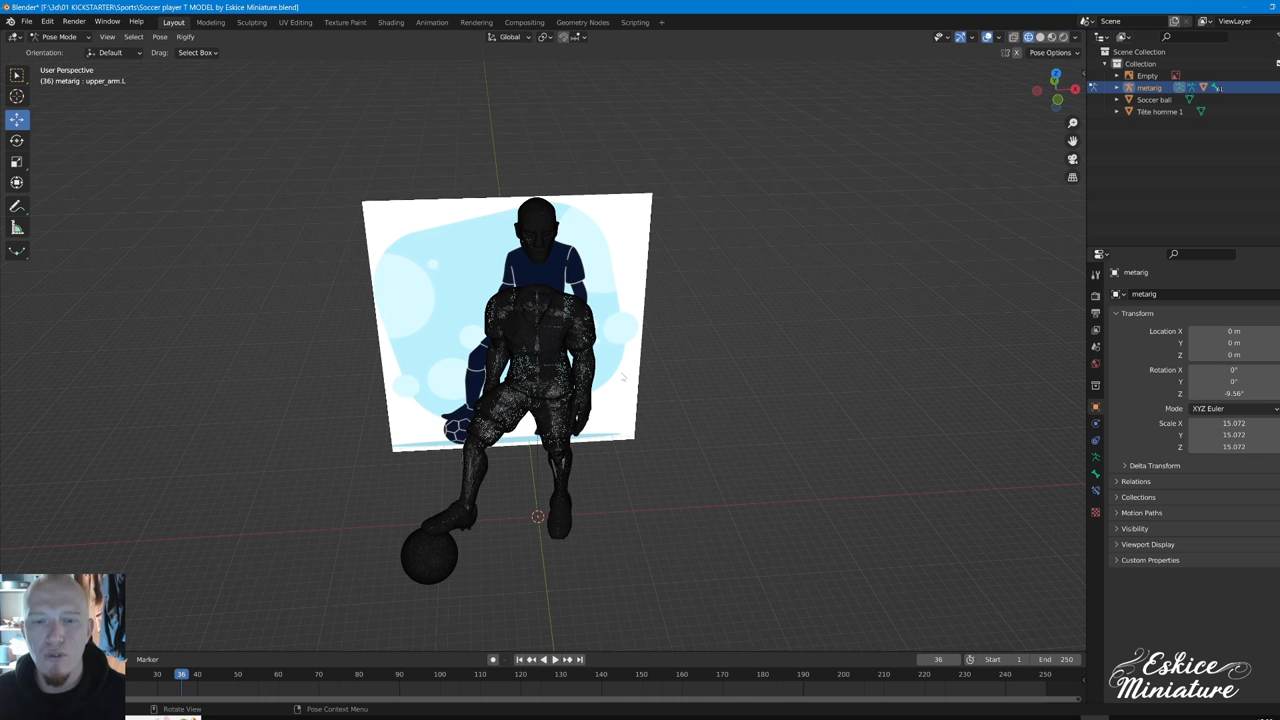 Blender* [F:\3d\01 KICKSTARTER\Sports\Soccer player T MODEL by Eskice Miniature.blend]
File Edit Render Window Help Layout Modeling Sculpting UV Editing Texture Paint Shading Animation Rendering Compositing Geometry Nodes Scripting + Scene ViewLayer
Pose Mode View Select Pose Rigify Global
Orientation: Default Drag: Select Box X Pose Options
User Perspective
(36) metarig : upper_arm.L
Z
Y
X
Scene Collection
Collection
Empty
metarig
Soccer ball
Tête homme 1
metarig
metarig
Transform
Location X 0 m
Y 0 m
Z 0 m
Rotation X 0°
Y 0°
Z -9.56°
Mode XYZ Euler
Scale X 15.072
Y 15.072
Z 15.072
Delta Transform
Relations
Collections
Motion Paths
Visibility
Viewport Display
Custom Properties
Marker 36 Start 1 End 250
30 36 40 50 60 70 80 90 100 110 120 130 140 150 160 170 180 190 200 210 220 230 240 250
Rotate View Pose Context Menu
Eskice
Miniature